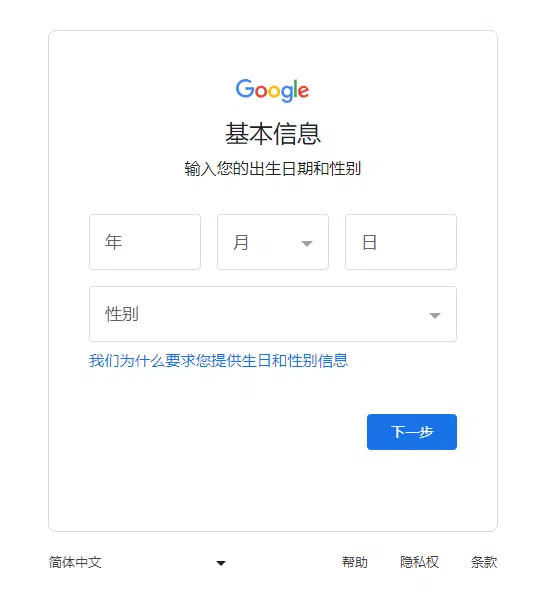 Google
基本信息
输入您的出生日期和性别
年 月 日
性别
我们为什么要求您提供生日和性别信息
下一步
简体中文 帮助 隐私权 条款